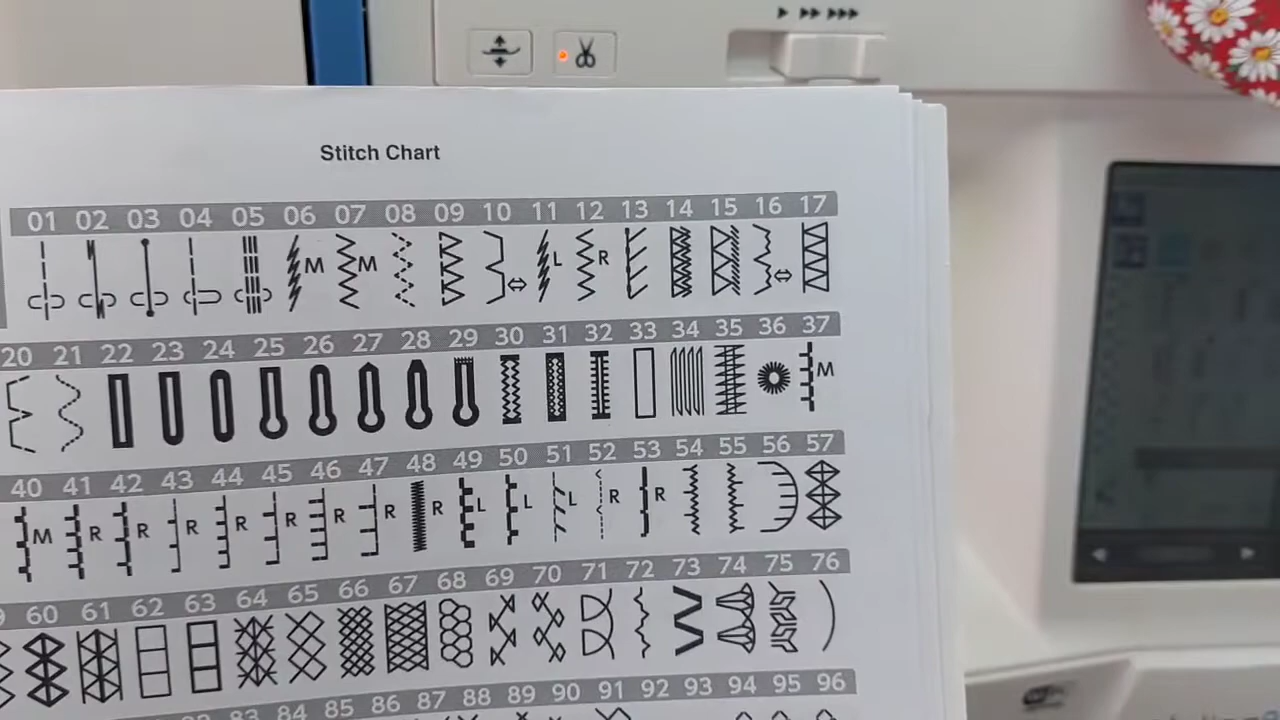 Stitch Chart
01 02 03 04 05 06 07 08 09 10 11 12 13 14 15 16 17
M M L R
20 21 22 23 24 25 26 27 28 29 30 31 32 33 34 35 36 37
M
40 41 42 43 44 45 46 47 48 49 50 51 52 53 54 55 56 57
M R R R R R R R R L L L R R
60 61 62 63 64 65 66 67 68 69 70 71 72 73 74 75 76
84 85 86 87 88 89 90 91 92 93 94 95 96